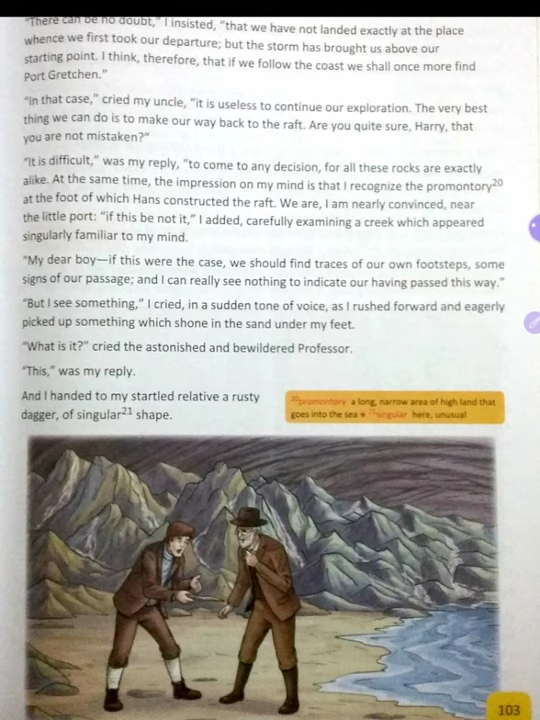 "There can be no doubt," I insisted, "that we have not landed exactly at the place
whence we first took our departure; but the storm has brought us above our
starting point. I think, therefore, that if we follow the coast we shall once more find
Port Gretchen."
"In that case," cried my uncle, "it is useless to continue our exploration. The very best
thing we can do is to make our way back to the raft. Are you quite sure, Harry, that
you are not mistaken?"
"It is difficult," was my reply, "to come to any decision, for all these rocks are exactly
alike. At the same time, the impression on my mind is that I recognize the promontory20
at the foot of which Hans constructed the raft. We are, I am nearly convinced, near
the little port: "if this be not it," I added, carefully examining a creek which appeared
singularly familiar to my mind.
"My dear boy—if this were the case, we should find traces of our own footsteps, some
signs of our passage; and I can really see nothing to indicate our having passed this way."
"But I see something," I cried, in a sudden tone of voice, as I rushed forward and eagerly
picked up something which shone in the sand under my feet.
"What is it?" cried the astonished and bewildered Professor.
"This," was my reply.
And I handed to my startled relative a rusty
dagger, of singular21 shape.
20promontory a long, narrow area of high land that
goes into the sea • 21singular here, unusual
103